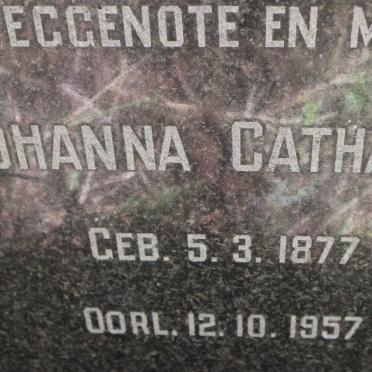 EGGENOTE EN M
OHANNA CATHA
GEB. 5. 3. 1877
OORL. 12. 10. 1957